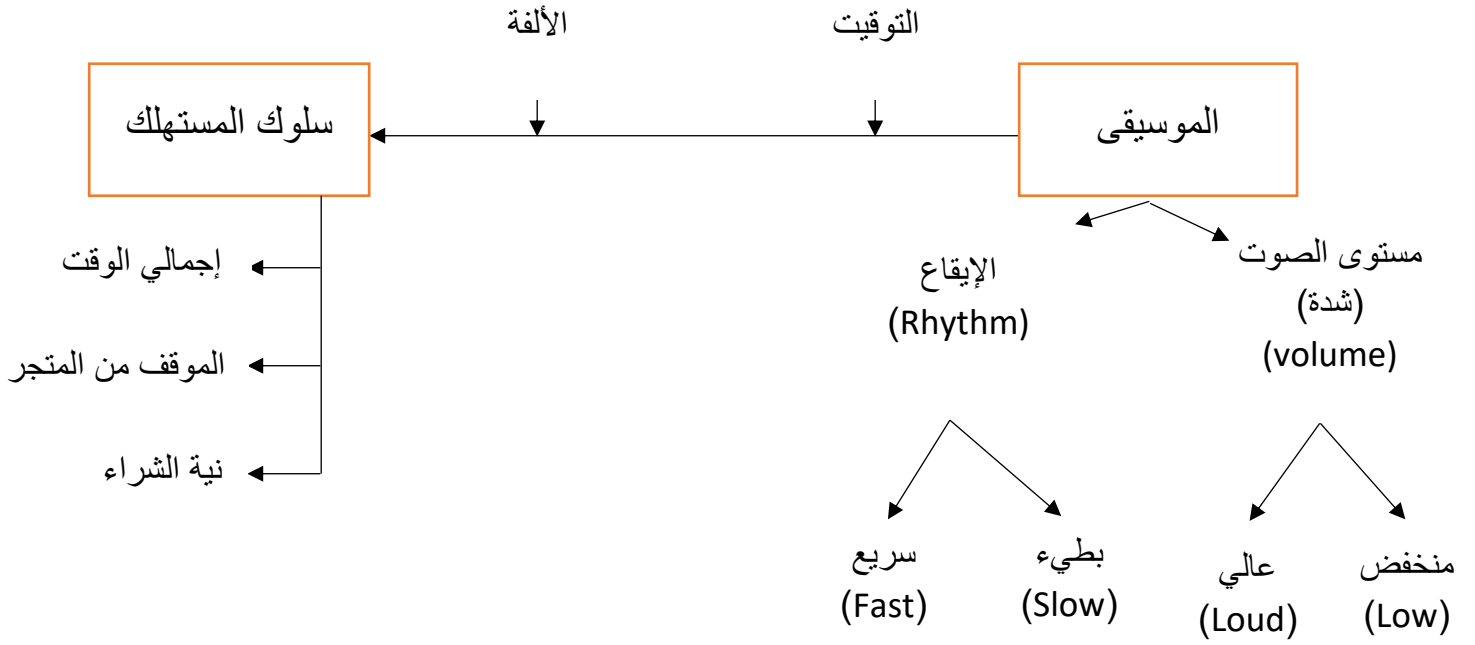 التوقيت
الألفة
الموسيقى
سلوك المستهلك
مستوى الصوت
(شدة)
(volume)
الإيقاع
(Rhythm)
إجمالي الوقت
الموقف من المتجر
نية الشراء
منخفض
(Low)
عالي
(Loud)
بطيء
(Slow)
سريع
(Fast)